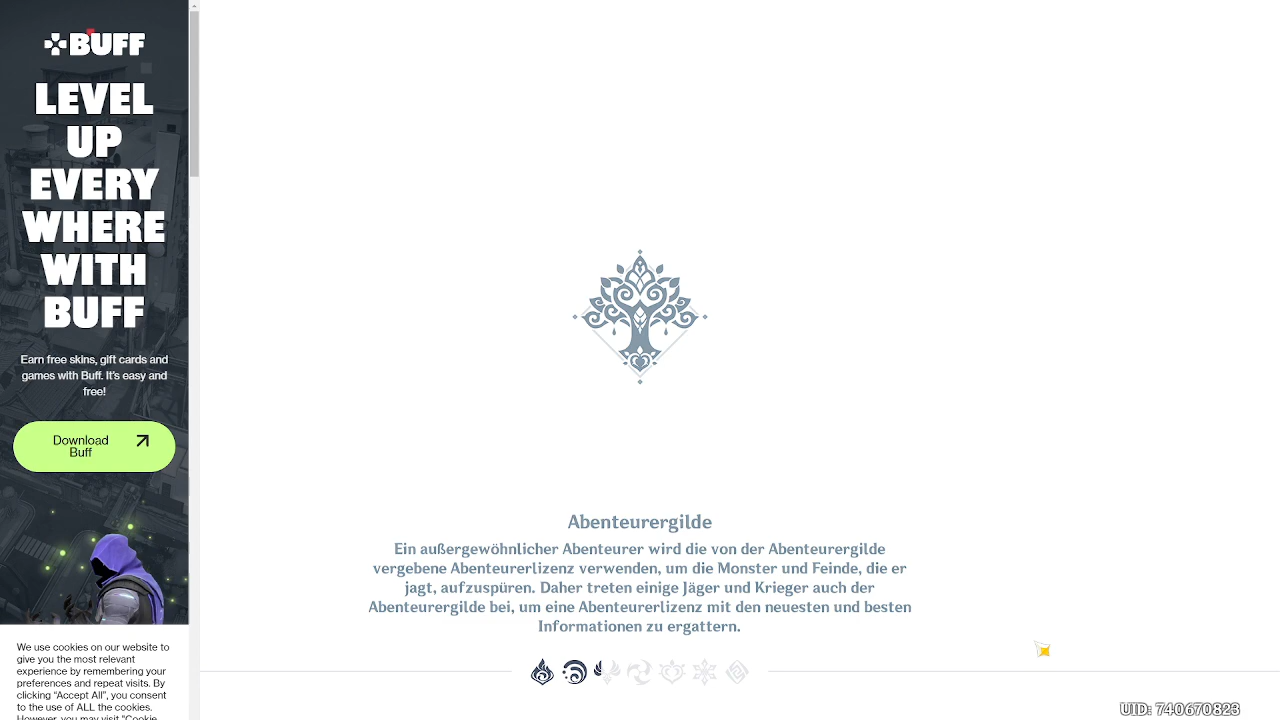 BUFF
LEVEL
UP
EVERY
WHERE
WITH
BUFF
Earn free skins, gift cards and
games with Buff. It's easy and
free!
Download
Buff
We use cookies on our website to
give you the most relevant
experience by remembering your
preferences and repeat visits. By
clicking "Accept All", you consent
to the use of ALL the cookies.
However, you may visit "Cookie
Abenteurergilde
Ein außergewöhnlicher Abenteurer wird die von der Abenteurergilde
vergebene Abenteurerlizenz verwenden, um die Monster und Feinde, die er
jagt, aufzuspüren. Daher treten einige Jäger und Krieger auch der
Abenteurergilde bei, um eine Abenteurerlizenz mit den neuesten und besten
Informationen zu ergattern.
UID: 740670823